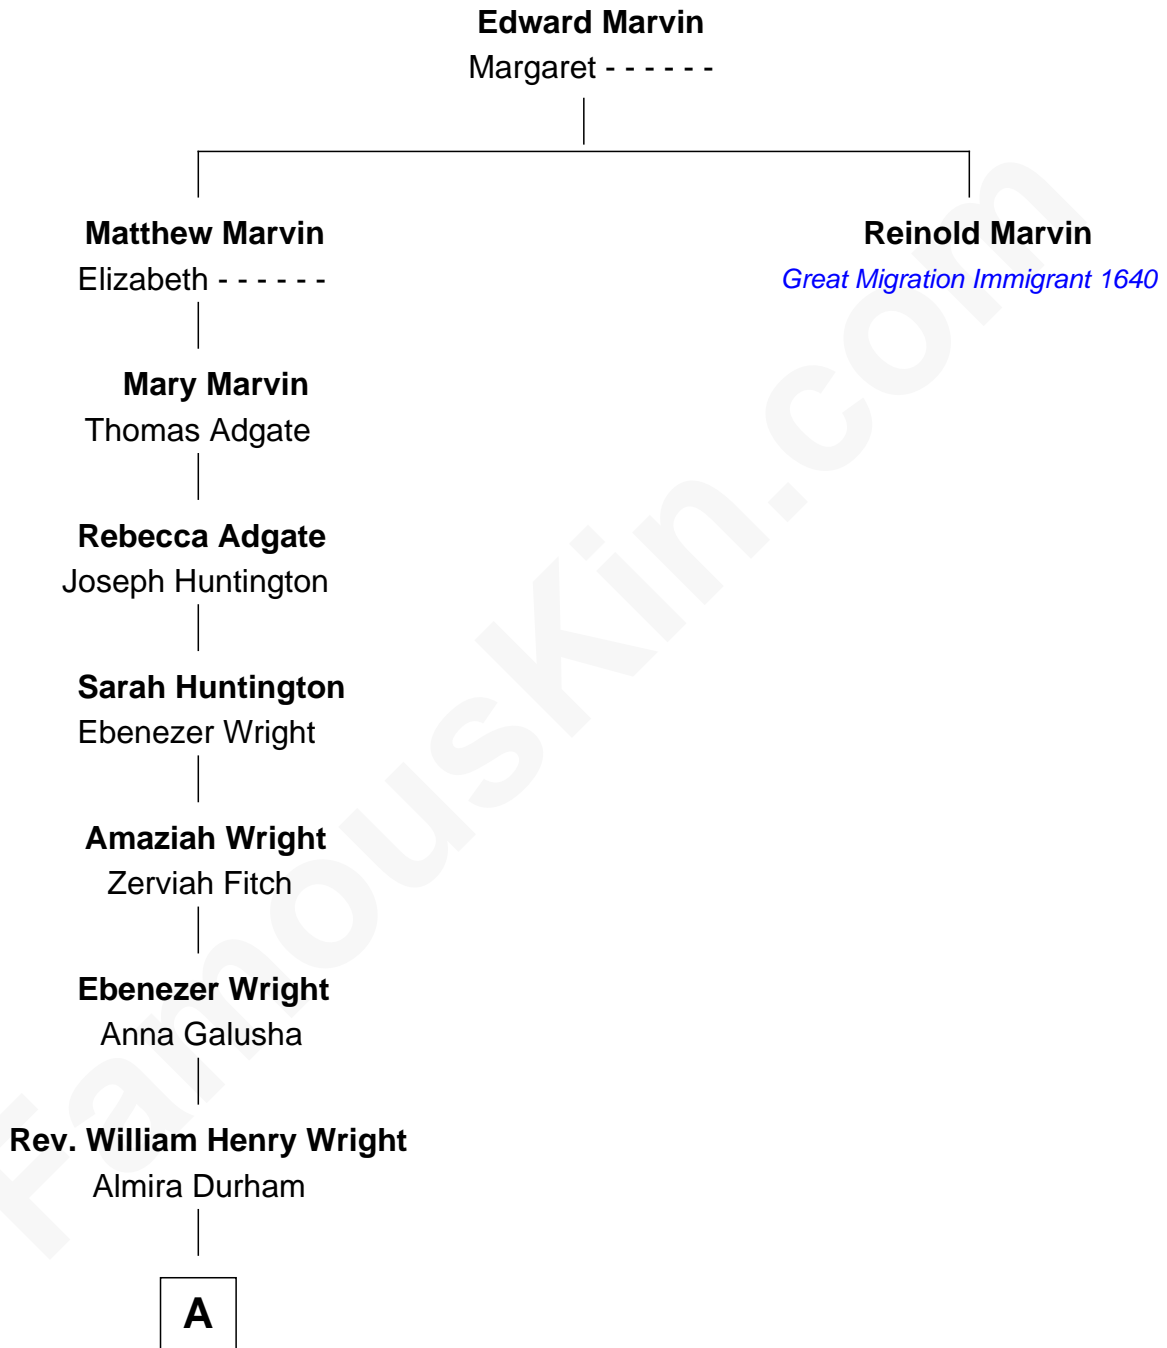 Edward Marvin
Margaret - - - - - -
Matthew Marvin
Elizabeth - - - - - -
Reinold Marvin
Great Migration Immigrant 1640
Mary Marvin
Thomas Adgate
Rebecca Adgate
Joseph Huntington
Sarah Huntington
Ebenezer Wright
Amaziah Wright
Zerviah Fitch
Ebenezer Wright
Anna Galusha
Rev. William Henry Wright
Almira Durham
A
FamousKin.com